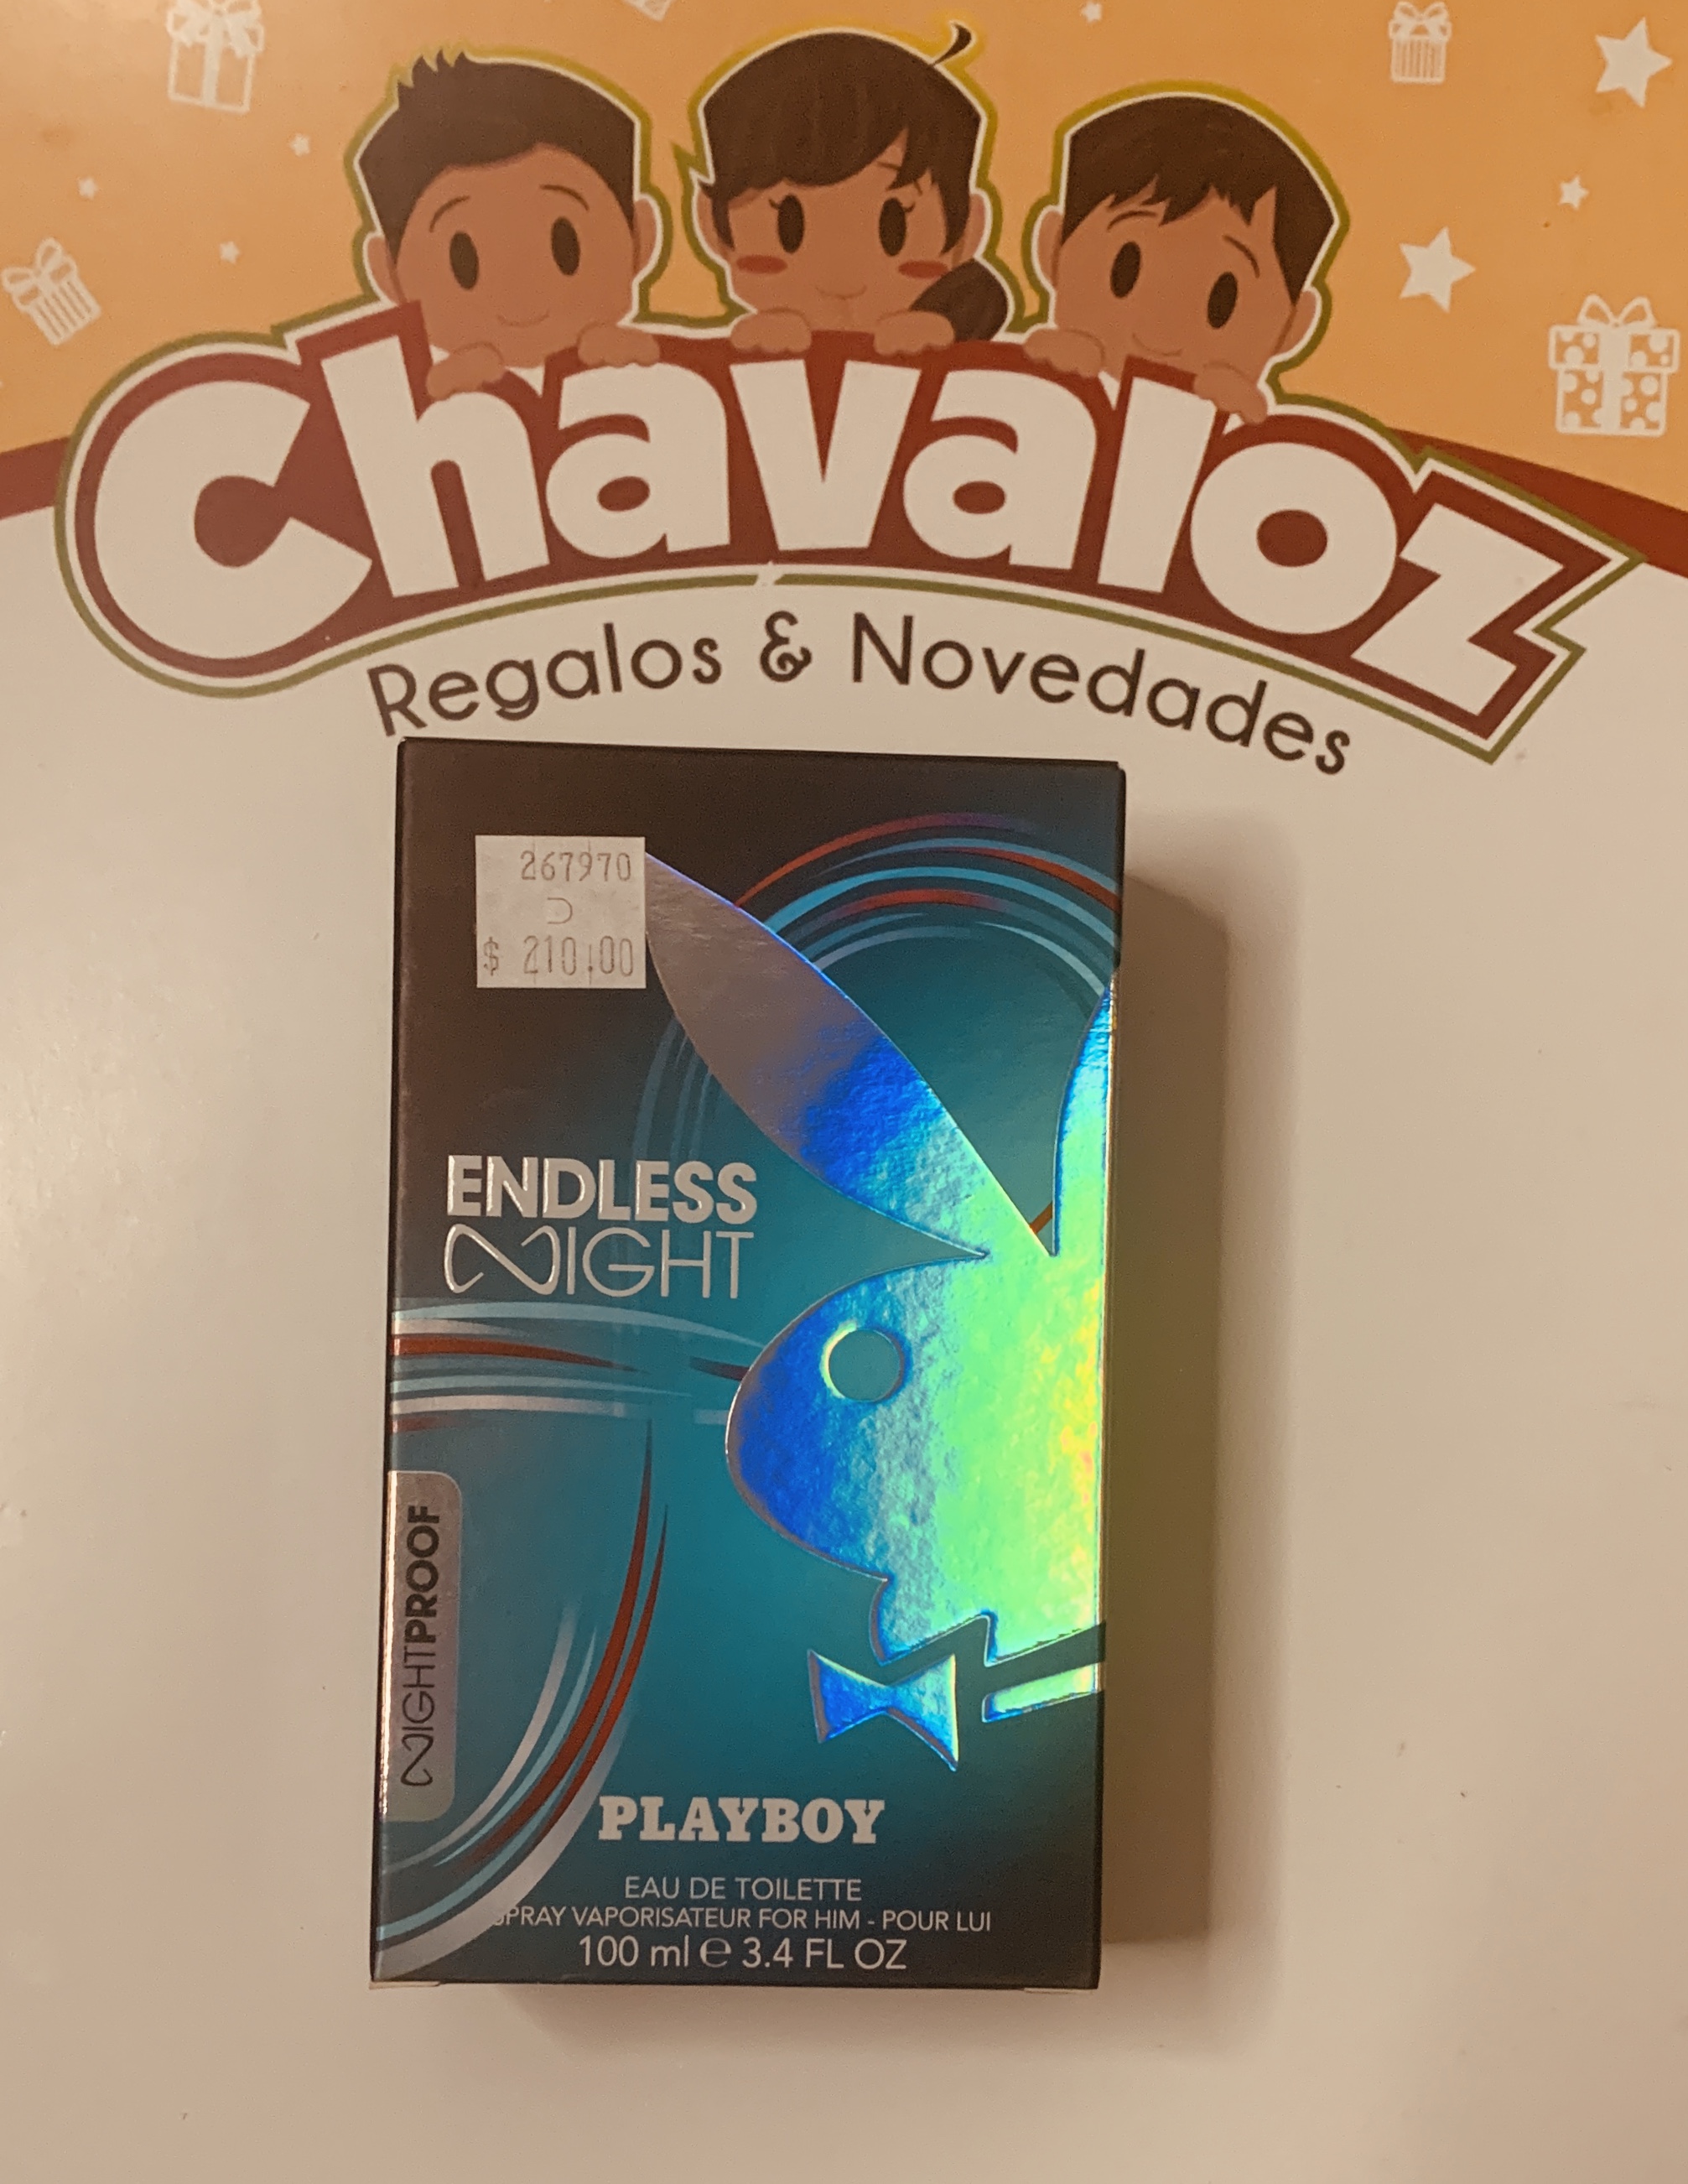 Chavaloz
Regalos & Novedades
267970
$ 210.00
ENDLESS
NIGHT
NIGHTPROOF
PLAYBOY
EAU DE TOILETTE
SPRAY VAPORISATEUR FOR HIM - POUR LUI
100 ml e 3.4 FL OZ